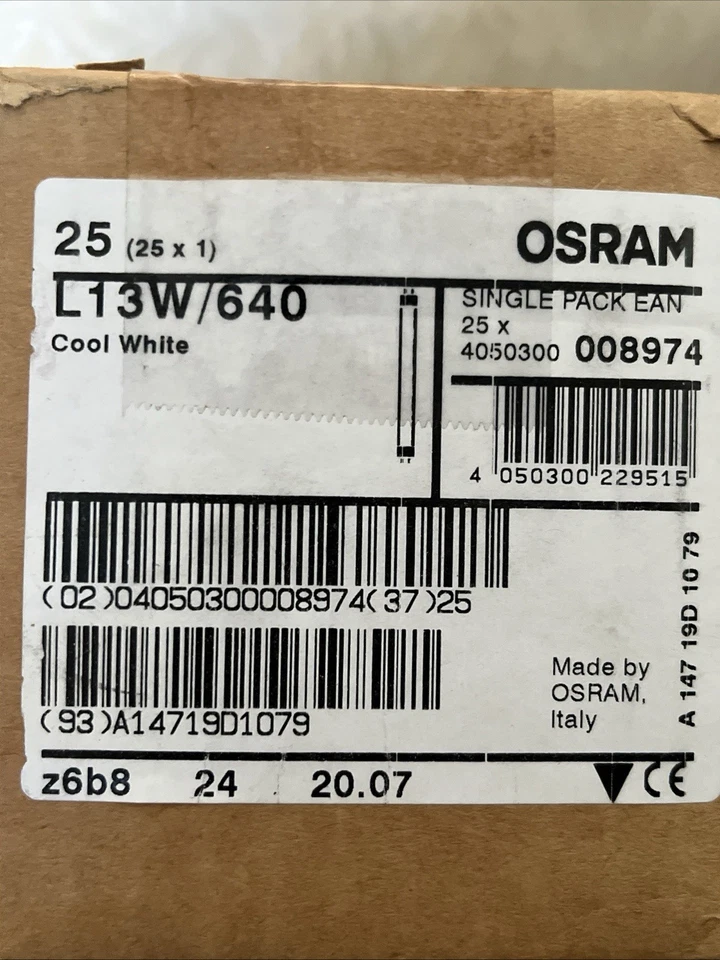 25 (25 x 1)
OSRAM
L13W/640
Cool White
SINGLE PACK EAN
25 x
4050300 008974
4 050300 229515
(02)04050300008974(37)25
(93)A14719D1079
Made by
OSRAM,
Italy
A 147 19D 10 79
z6b8 24 20.07
CE